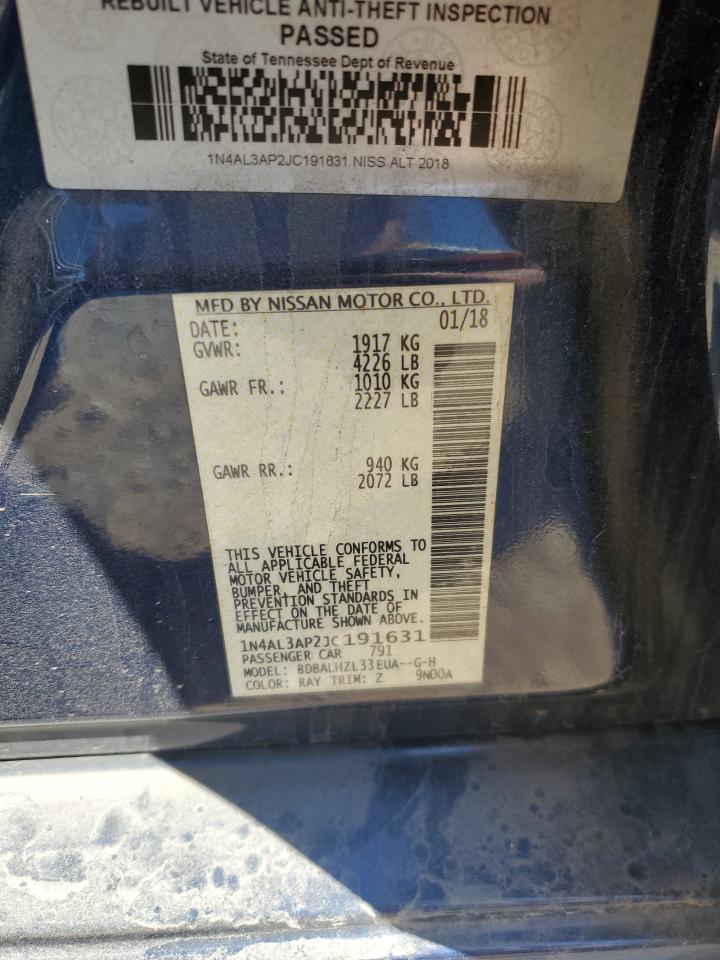 REBUILT VEHICLE ANTI-THEFT INSPECTION
PASSED
State of Tennessee Dept of Revenue
1N4AL3AP2JC191631 NISS ALT 2018
MFD BY NISSAN MOTOR CO., LTD.
DATE: 01/18
GVWR: 1917 KG
4226 LB
GAWR FR.: 1010 KG
2227 LB
GAWR RR.: 940 KG
2072 LB
THIS VEHICLE CONFORMS TO
ALL APPLICABLE FEDERAL
MOTOR VEHICLE SAFETY,
BUMPER, AND THEFT
PREVENTION STANDARDS IN
EFFECT ON THE DATE OF
MANUFACTURE SHOWN ABOVE.
1N4AL3AP2JC191631
PASSENGER CAR 791
MODEL: BDBALHZL33EUA--G-H
COLOR: RAY TRIM: Z 9N00A